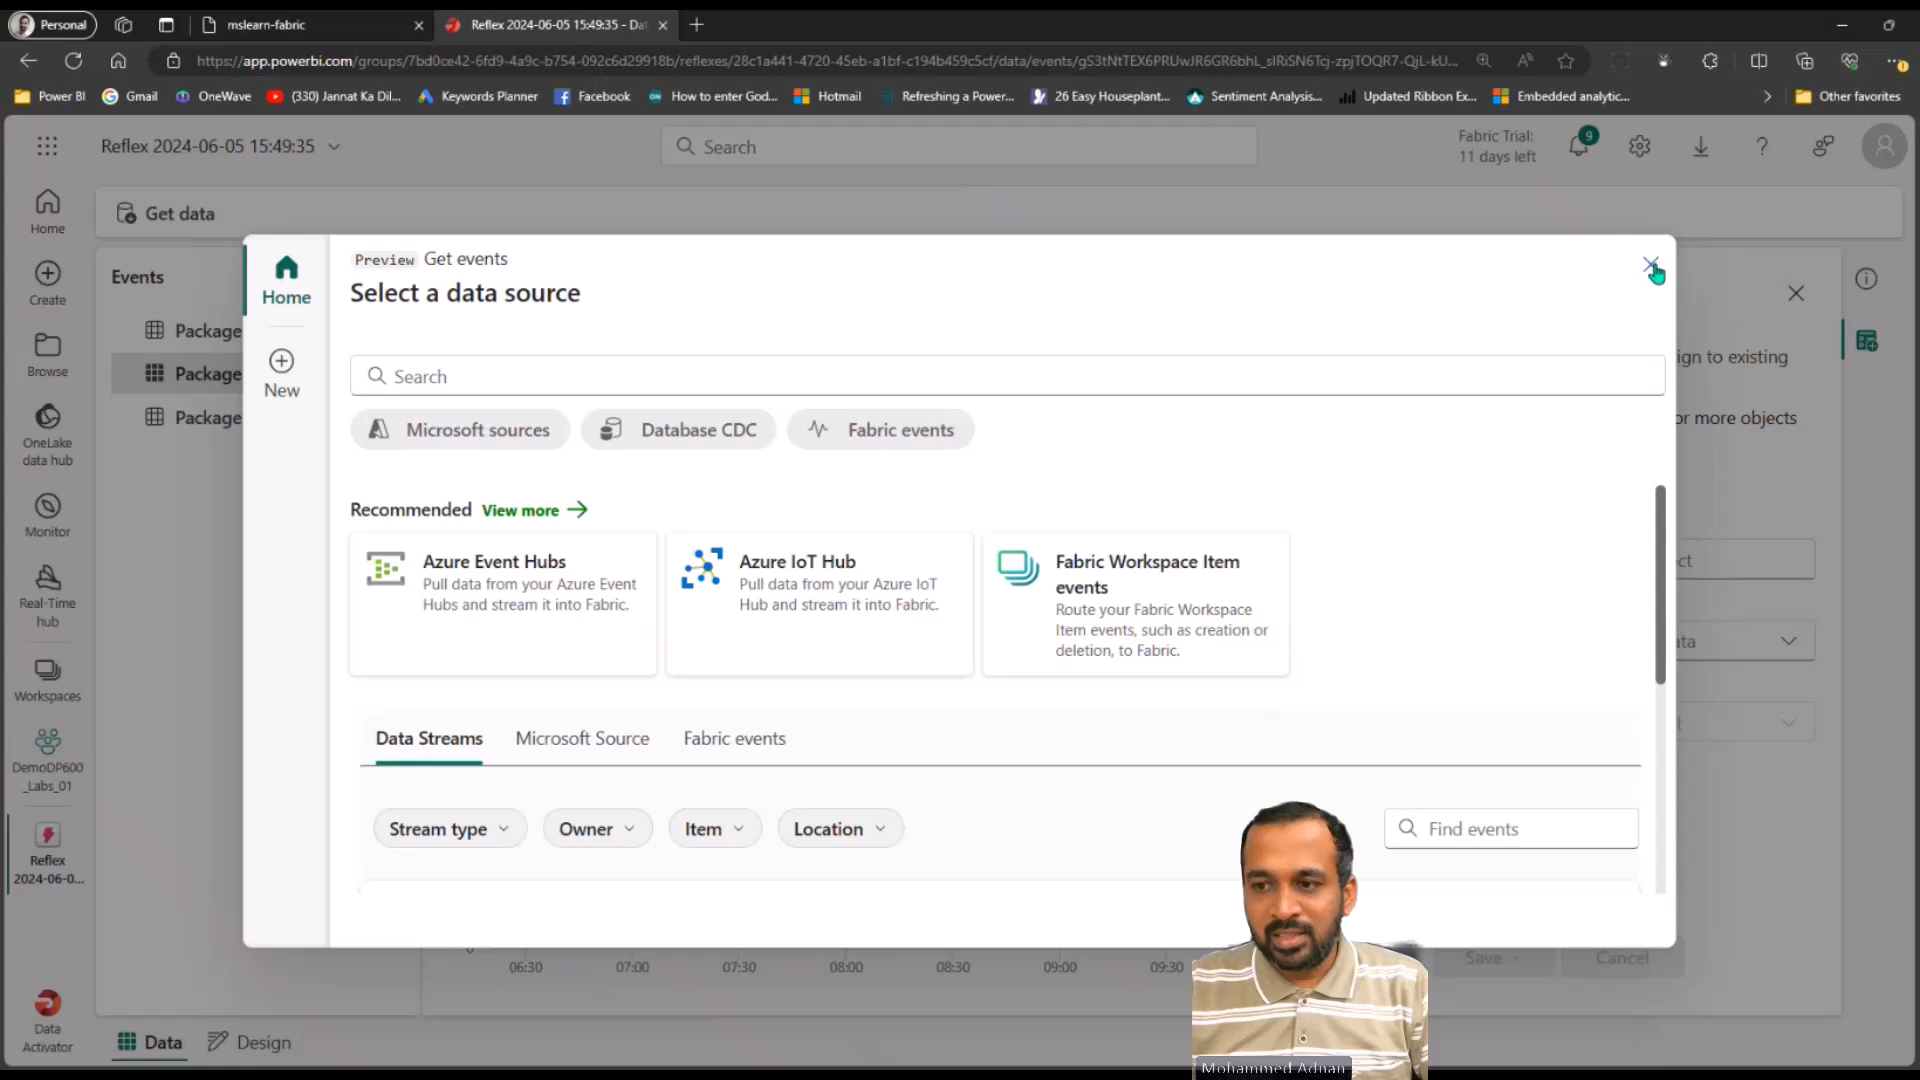 Personal
mslearn-fabric
Reflex 2024-06-05 15:49:35 - Dat
https://app.powerbi.com/groups/7bd0ce42-6fd9-4a9c-b754-092c6d29918b/reflexes/28c1a441-4720-45eb-a1bf-c194b459c5cf/data/events/gS3tNtTEX6PRUwJR6GR6bhL_sIRiSN6Tcj-zpjTOQR7-QjL-kU...
Power BI
Gmail
OneWave
(330) Jannat Ka Dil...
Keywords Planner
Facebook
How to enter God...
Hotmail
Refreshing a Power...
26 Easy Houseplant...
Sentiment Analysis...
Updated Ribbon Ex...
Embedded analytic...
Other favorites
Reflex 2024-06-05 15:49:35
Search
Fabric Trial:
11 days left
9
Home
Create
Browse
OneLake
data hub
Monitor
Real-Time
hub
Workspaces
DemoDP600
_Labs_01
Reflex
2024-06-0...
Data
Activator
Get data
Events
Package
Package
Package
Home
New
Preview Get events
Select a data source
Search
Microsoft sources
Database CDC
Fabric events
Recommended View more
Azure Event Hubs
Pull data from your Azure Event
Hubs and stream it into Fabric.
Azure IoT Hub
Pull data from your Azure IoT
Hub and stream it into Fabric.
Fabric Workspace Item
events
Route your Fabric Workspace
Item events, such as creation or
deletion, to Fabric.
Data Streams
Microsoft Source
Fabric events
Stream type
Owner
Item
Location
Find events
ign to existing
or more objects
ct
ata
t
06:30
07:00
07:30
08:00
08:30
09:00
09:30
Save
Cancel
Data
Design
Mohammed Adnan